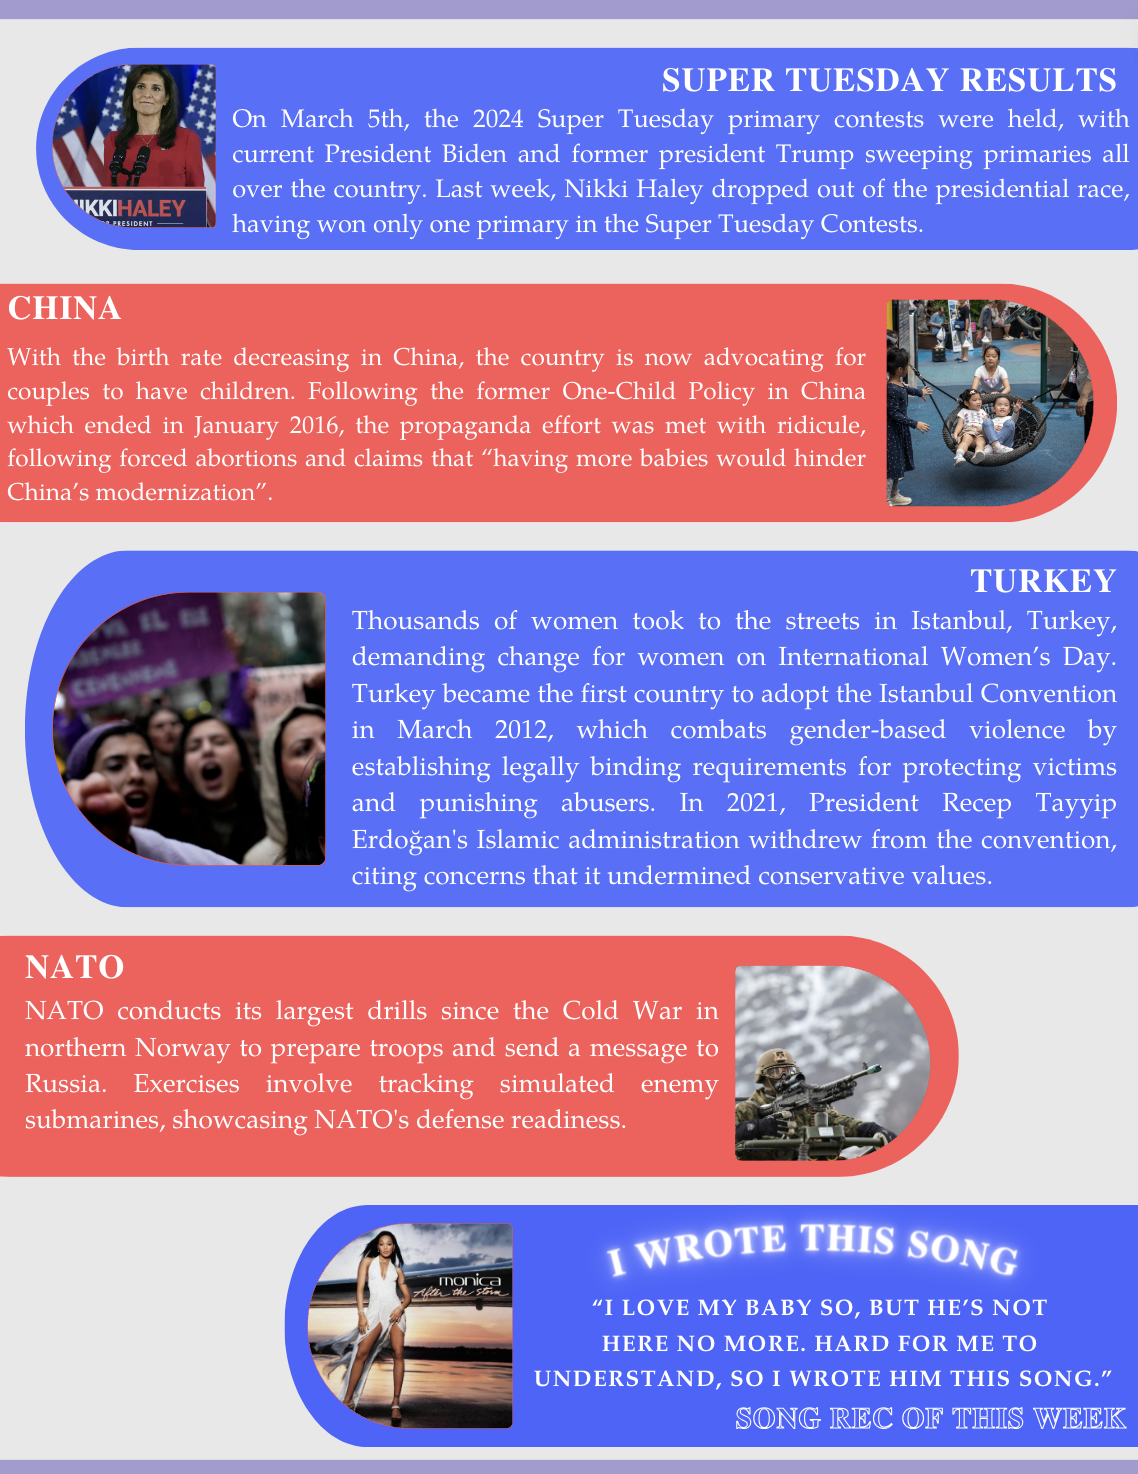 IKKIHALEY
PRESIDENT
SUPER TUESDAY RESULTS
On March 5th, the 2024 Super Tuesday primary contests were held, with
current President Biden and former president Trump sweeping primaries all
over the country. Last week, Nikki Haley dropped out of the presidential race,
having won only one primary in the Super Tuesday Contests.
CHINA
With the birth rate decreasing in China, the country is now advocating for
couples to have children. Following the former One-Child Policy in China
which ended in January 2016, the propaganda effort was met with ridicule,
following forced abortions and claims that “having more babies would hinder
China’s modernization”.
TURKEY
Thousands of women took to the streets in Istanbul, Turkey,
demanding change for women on International Women’s Day.
Turkey became the first country to adopt the Istanbul Convention
in March 2012, which combats gender-based violence by
establishing legally binding requirements for protecting victims
and punishing abusers. In 2021, President Recep Tayyip
Erdoğan's Islamic administration withdrew from the convention,
citing concerns that it undermined conservative values.
NATO
NATO conducts its largest drills since the Cold War in
northern Norway to prepare troops and send a message to
Russia. Exercises involve tracking simulated enemy
submarines, showcasing NATO's defense readiness.
monica
After the storm
I WROTE THIS SONG
“I LOVE MY BABY SO, BUT HE’S NOT
HERE NO MORE. HARD FOR ME TO
UNDERSTAND, SO I WROTE HIM THIS SONG.”
SONG REC OF THIS WEEK